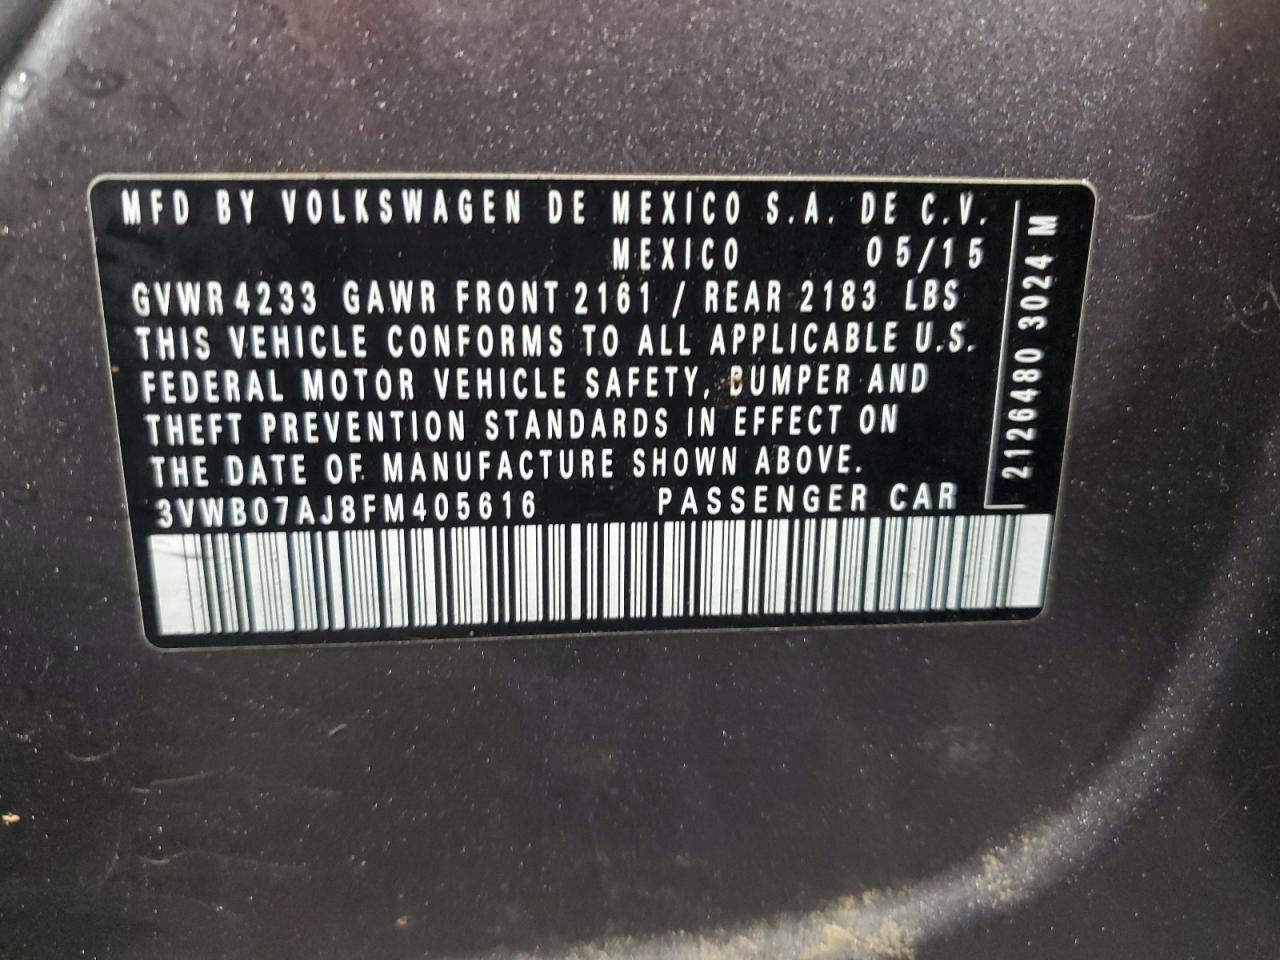 MFD BY VOLKSWAGEN DE MEXICO S.A. DE C.V.
MEXICO 05/15
GVWR 4233 GAWR FRONT 2161 / REAR 2183 LBS
THIS VEHICLE CONFORMS TO ALL APPLICABLE U.S.
FEDERAL MOTOR VEHICLE SAFETY, BUMPER AND
THEFT PREVENTION STANDARDS IN EFFECT ON
THE DATE OF MANUFACTURE SHOWN ABOVE.
3VWB07AJ8FM405616 PASSENGER CAR
2126480 3024 M